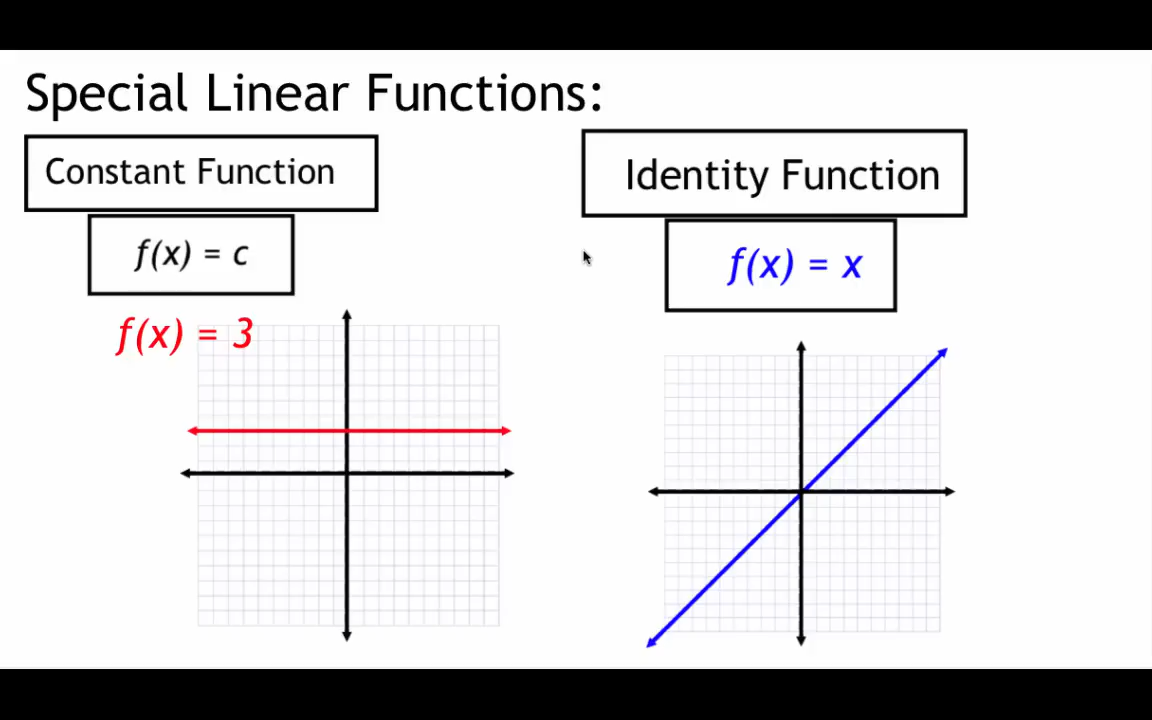 Special Linear Functions:
Constant Function
f(x) = c
f(x) = 3
Identity Function
f(x) = x